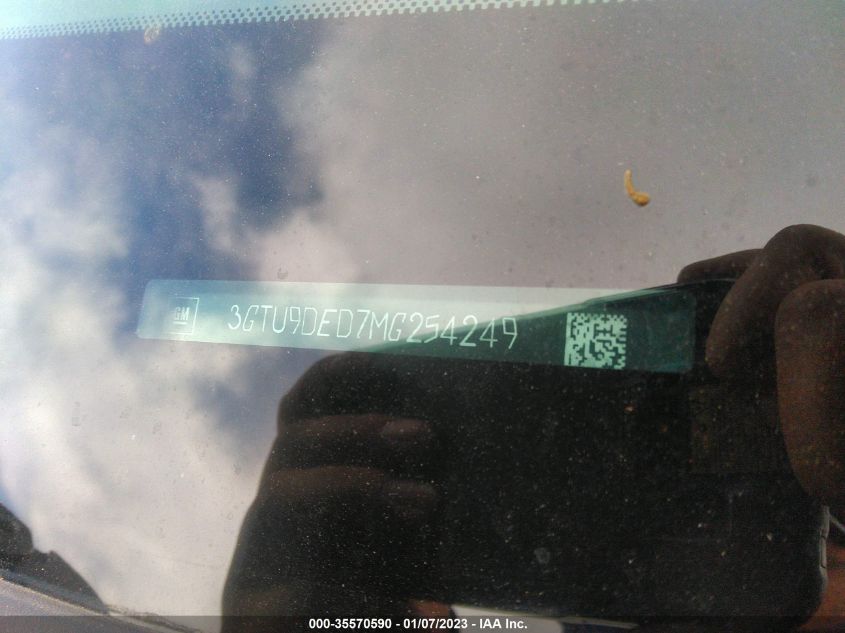 GM
3GTU9DED7MG254249
000-35570590 - 01/07/2023 - IAA Inc.